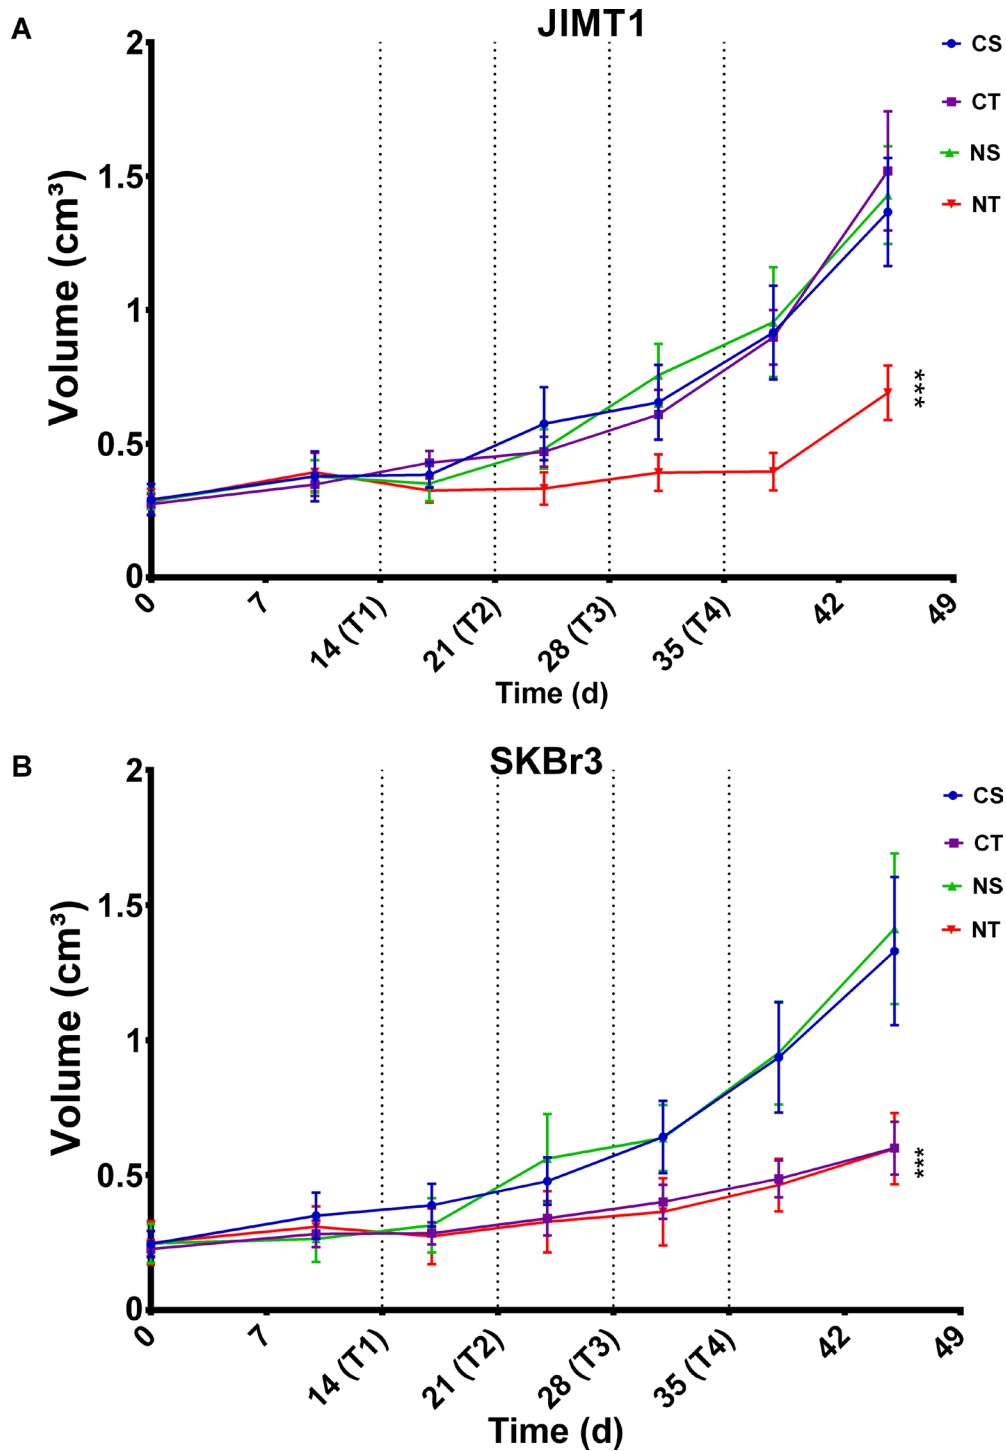 A
JIMT1
2
1.5
1
0.5
0
Volume (cm³)
0
7
14 (T1)
21 (T2)
28 (T3)
35 (T4)
42
49
Time (d)
CS
CT
NS
NT
***
B
SKBr3
2
1.5
1
0.5
0
Volume (cm³)
0
7
14 (T1)
21 (T2)
28 (T3)
35 (T4)
42
49
Time (d)
CS
CT
NS
NT
***